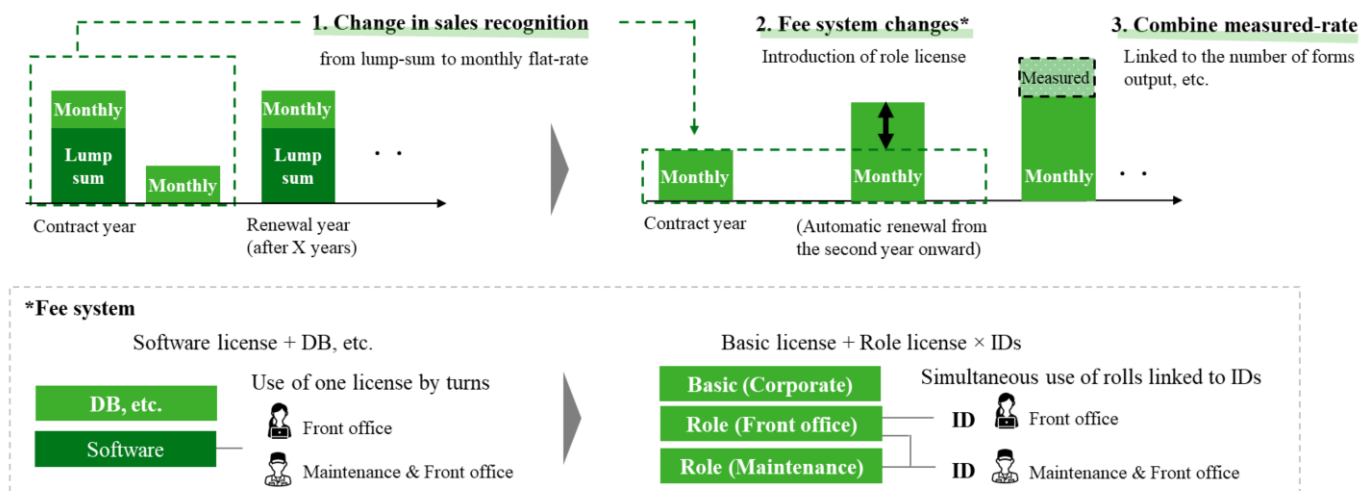 1. Change in sales recognition
from lump-sum to monthly flat-rate
2. Fee system changes*
Introduction of role license
3. Combine measured-rate
Linked to the number of forms
output, etc.
Monthly
Lump
sum
Monthly
Monthly
Lump
sum
. .
Contract year
Renewal year
(after X years)
Monthly
Monthly
Measured
Monthly
. .
Contract year
(Automatic renewal from
the second year onward)
*Fee system
Software license + DB, etc.
DB, etc.
Software
Use of one license by turns
Front office
Maintenance & Front office
Basic license + Role license × IDs
Basic (Corporate)
Role (Front office)
Role (Maintenance)
Simultaneous use of rolls linked to IDs
ID
Front office
ID
Maintenance & Front office